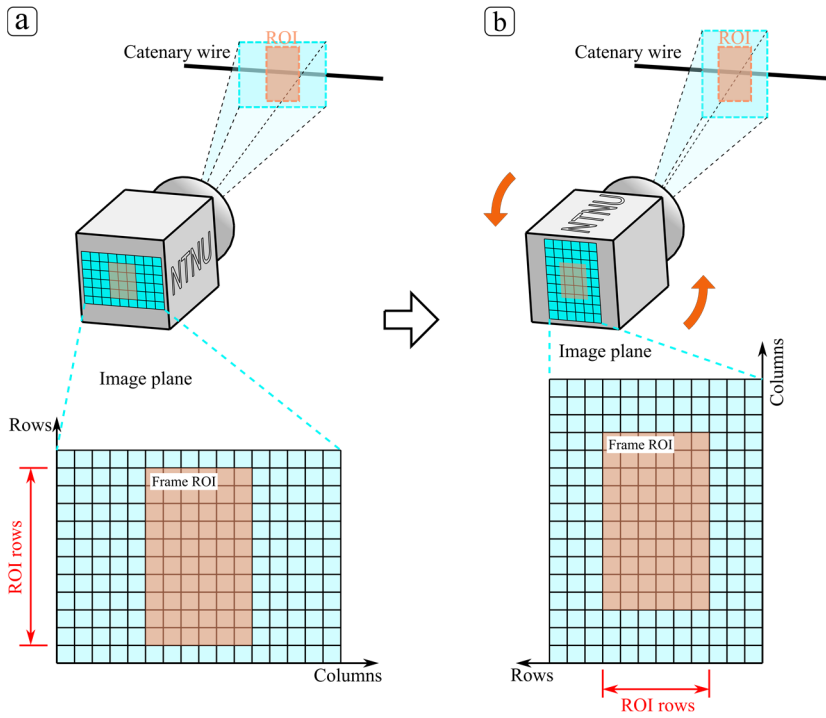 a
ROI
Catenary wire
NTNU
Image plane
Rows
Frame ROI
ROI rows
Columns
b
ROI
Catenary wire
NTNU
Image plane
Columns
Frame ROI
Rows
ROI rows